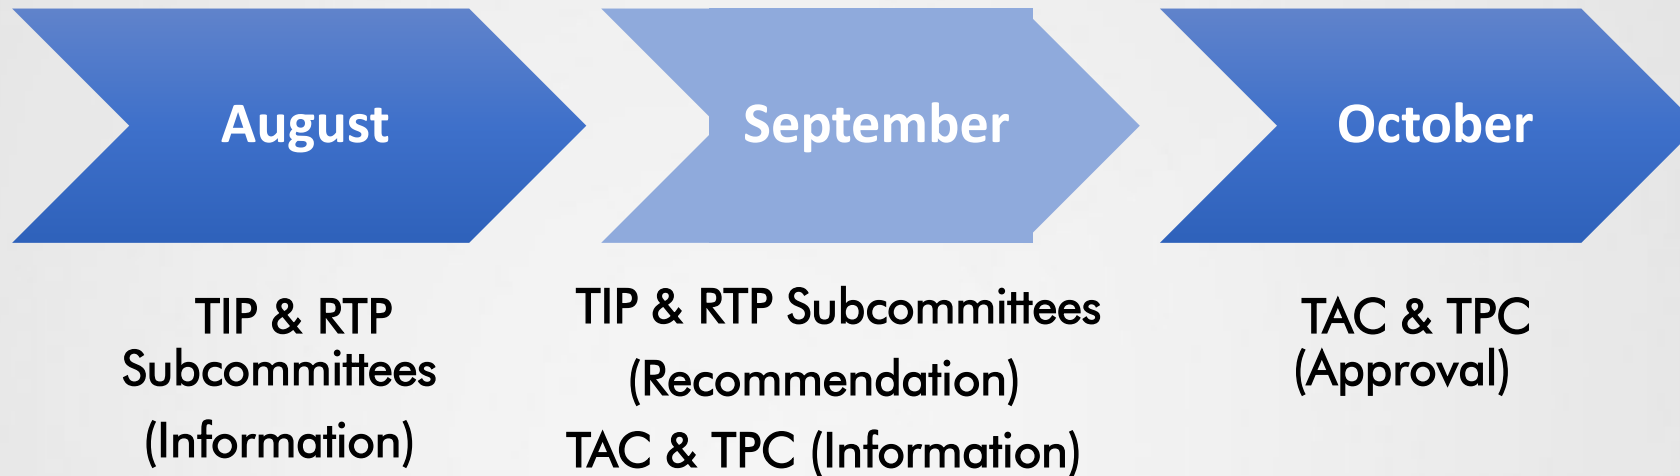 August
September
October
TIP & RTP
Subcommittees
(Information)
TIP & RTP Subcommittees
(Recommendation)
TAC & TPC (Information)
TAC & TPC
(Approval)